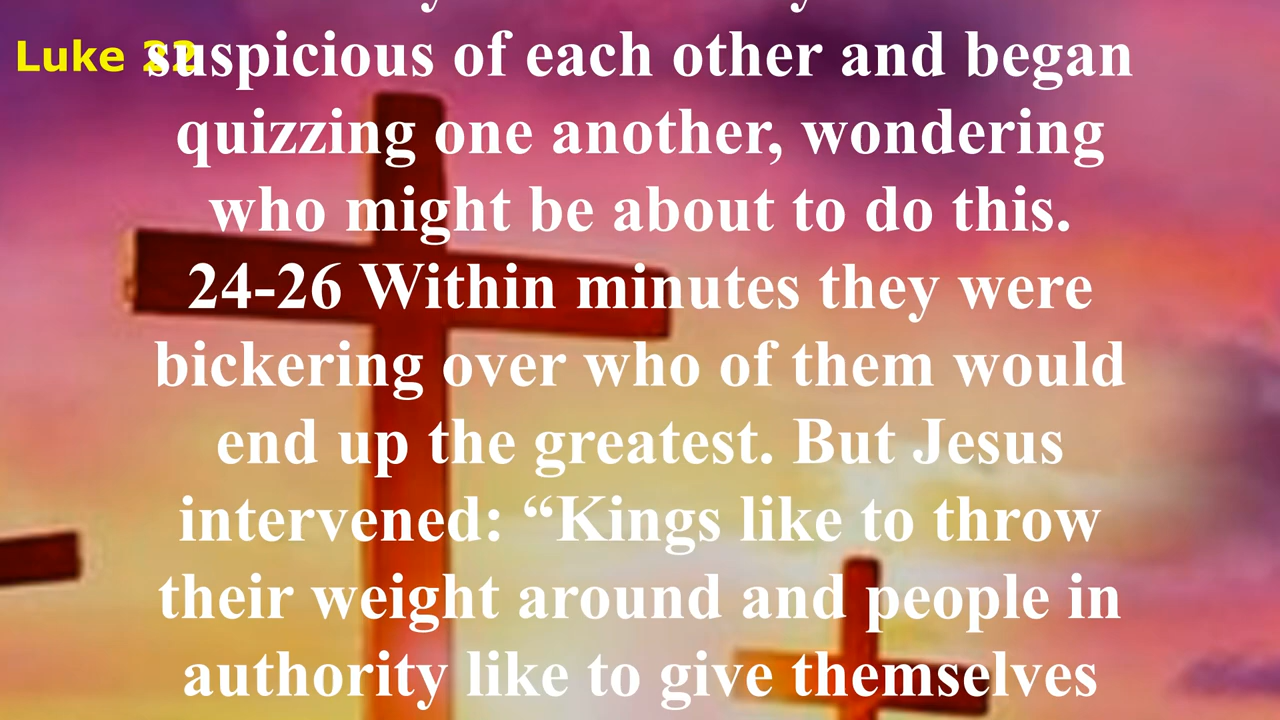 Luke 22
suspicious of each other and began
quizzing one another, wondering
who might be about to do this.
24-26 Within minutes they were
bickering over who of them would
end up the greatest. But Jesus
intervened: “Kings like to throw
their weight around and people in
authority like to give themselves